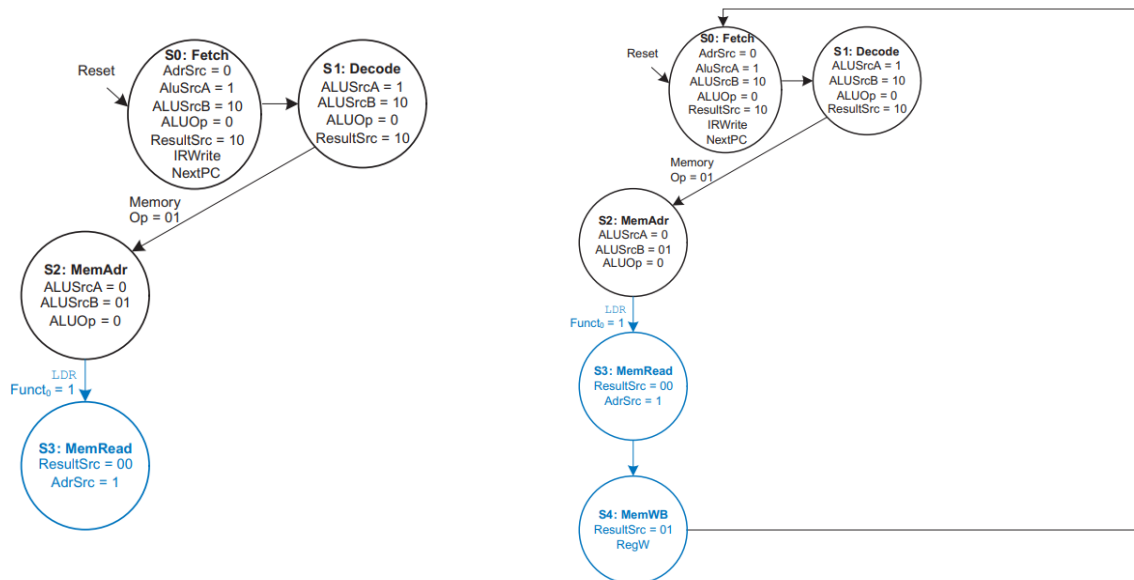 Reset
S0: Fetch
AdrSrc = 0
AluSrcA = 1
ALUSrcB = 10
ALUOp = 0
ResultSrc = 10
IRWrite
NextPC
S1: Decode
ALUSrcA = 1
ALUSrcB = 10
ALUOp = 0
ResultSrc = 10
Memory
Op = 01
S2: MemAdr
ALUSrcA = 0
ALUSrcB = 01
ALUOp = 0
LDR
Funct₀ = 1
S3: MemRead
ResultSrc = 00
AdrSrc = 1
Reset
S0: Fetch
AdrSrc = 0
AluSrcA = 1
ALUSrcB = 10
ALUOp = 0
ResultSrc = 10
IRWrite
NextPC
S1: Decode
ALUSrcA = 1
ALUSrcB = 10
ALUOp = 0
ResultSrc = 10
Memory
Op = 01
S2: MemAdr
ALUSrcA = 0
ALUSrcB = 01
ALUOp = 0
LDR
Funct₀ = 1
S3: MemRead
ResultSrc = 00
AdrSrc = 1
S4: MemWB
ResultSrc = 01
RegW